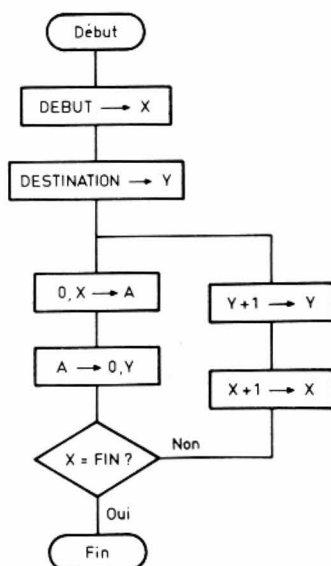 Début
DEBUT → X
DESTINATION → Y
0,X → A
A → 0,Y
X = FIN ?
Non
X+1 → X
Y+1 → Y
Oui
Fin